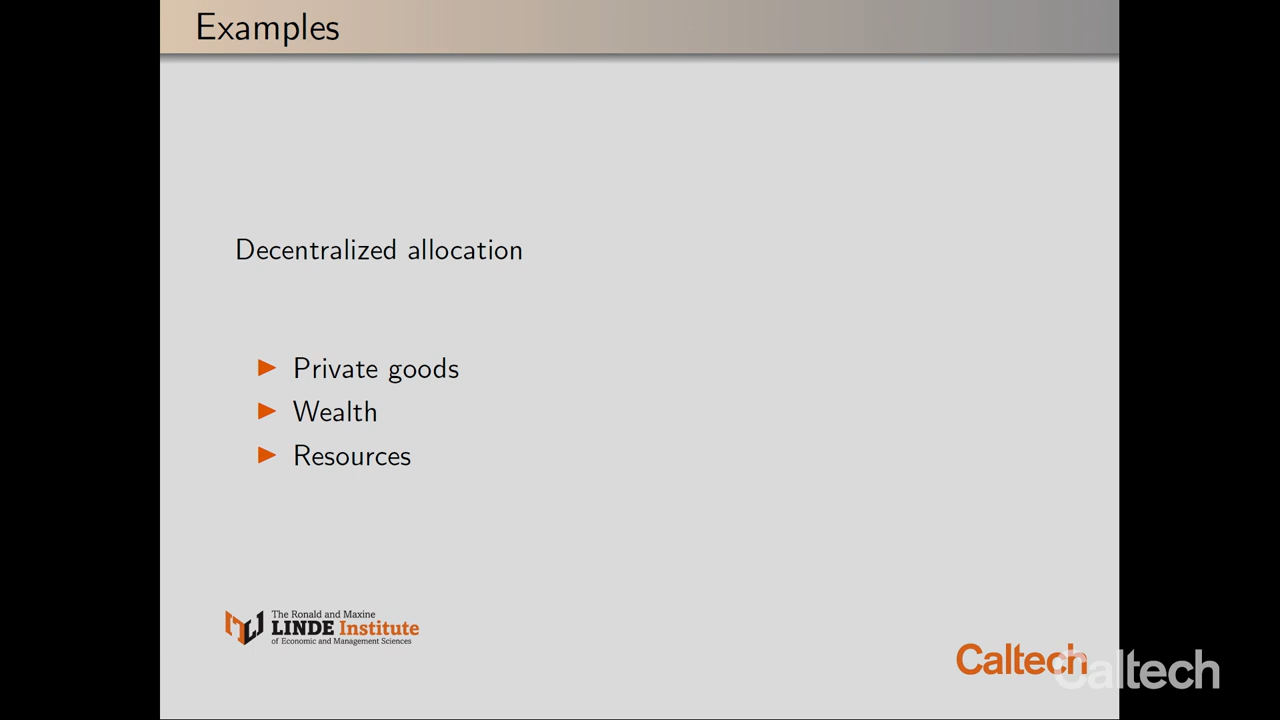 Examples
Decentralized allocation
Private goods
Wealth
Resources
The Ronald and Maxine
LINDE Institute
of Economic and Management Sciences
Caltech
Caltech